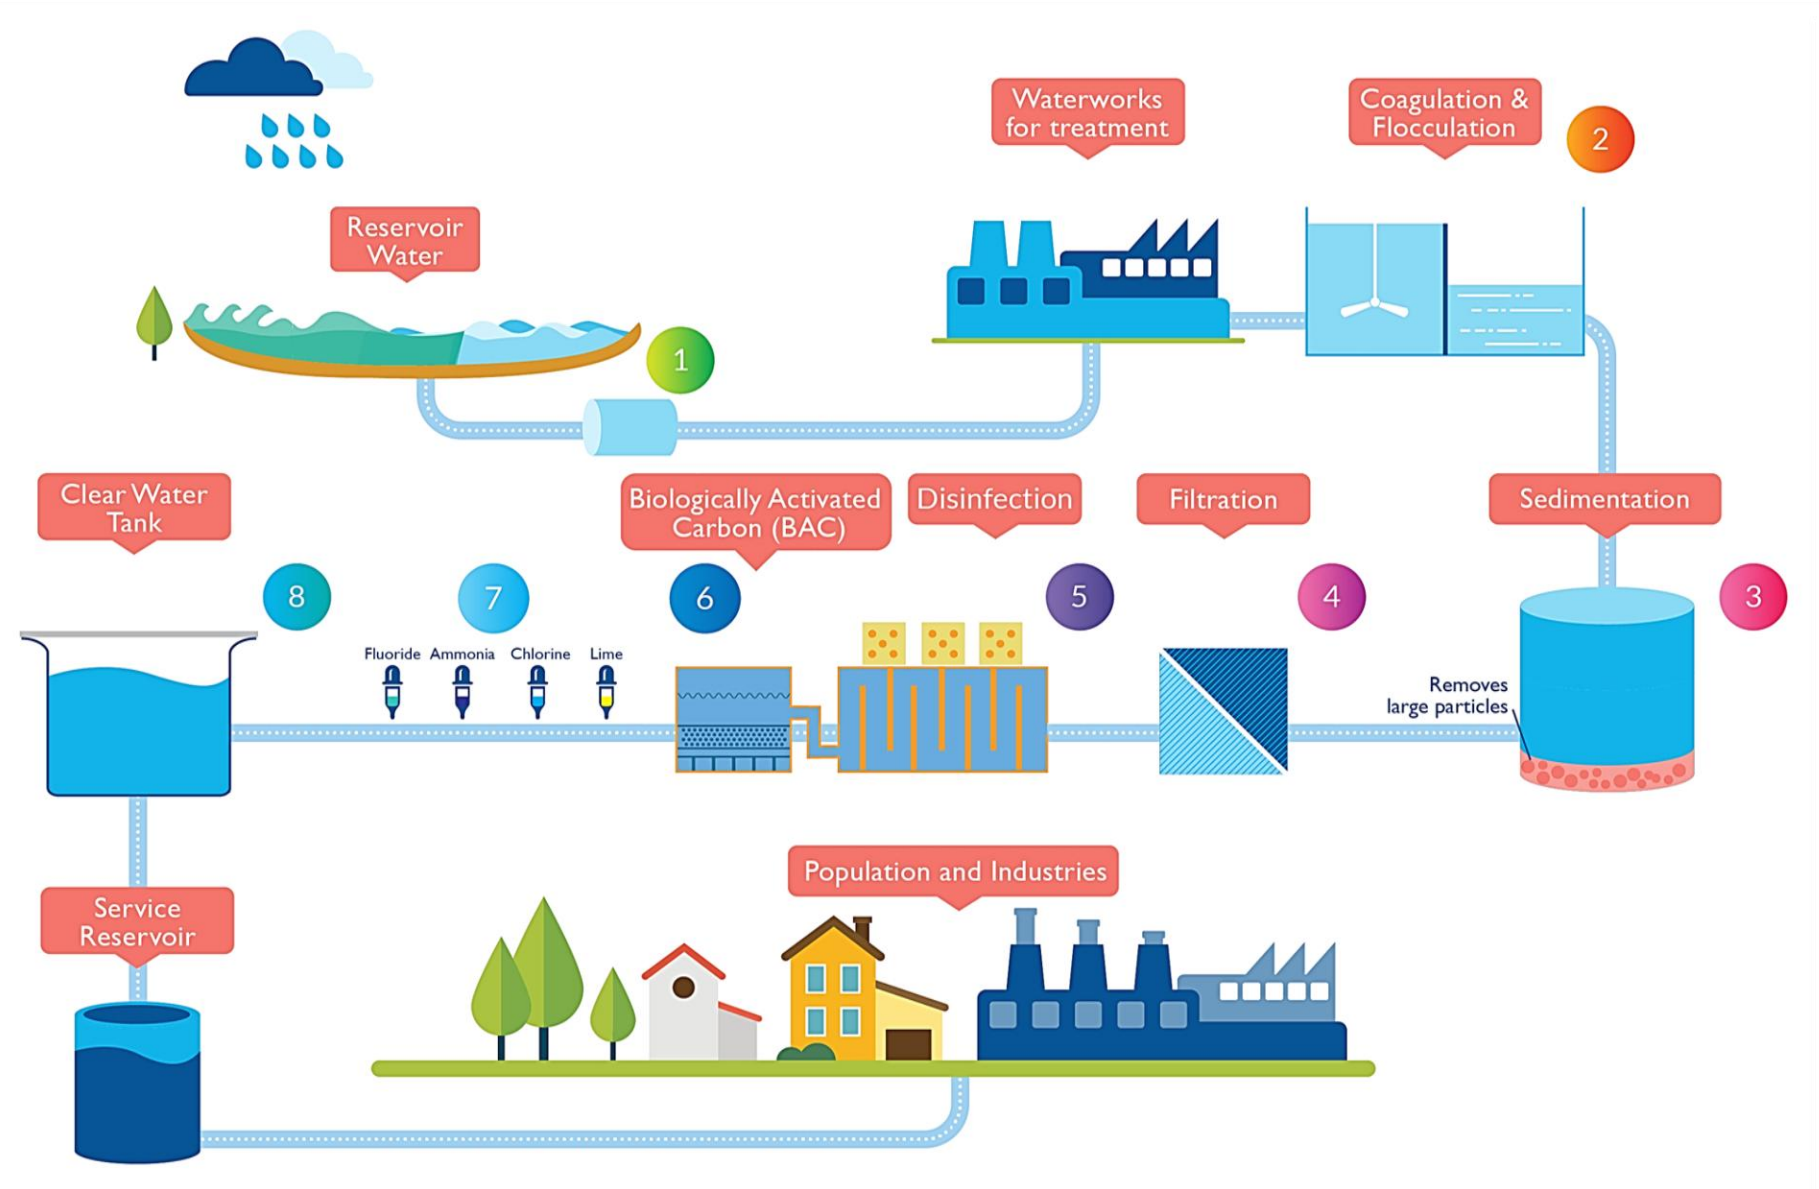 Waterworks
for treatment
Coagulation &
Flocculation
2
Reservoir
Water
1
Clear Water
Tank
Biologically Activated
Carbon (BAC)
Disinfection
Filtration
Sedimentation
8
7
6
5
4
3
Fluoride
Ammonia
Chlorine
Lime
Removes
large particles
Population and Industries
Service
Reservoir